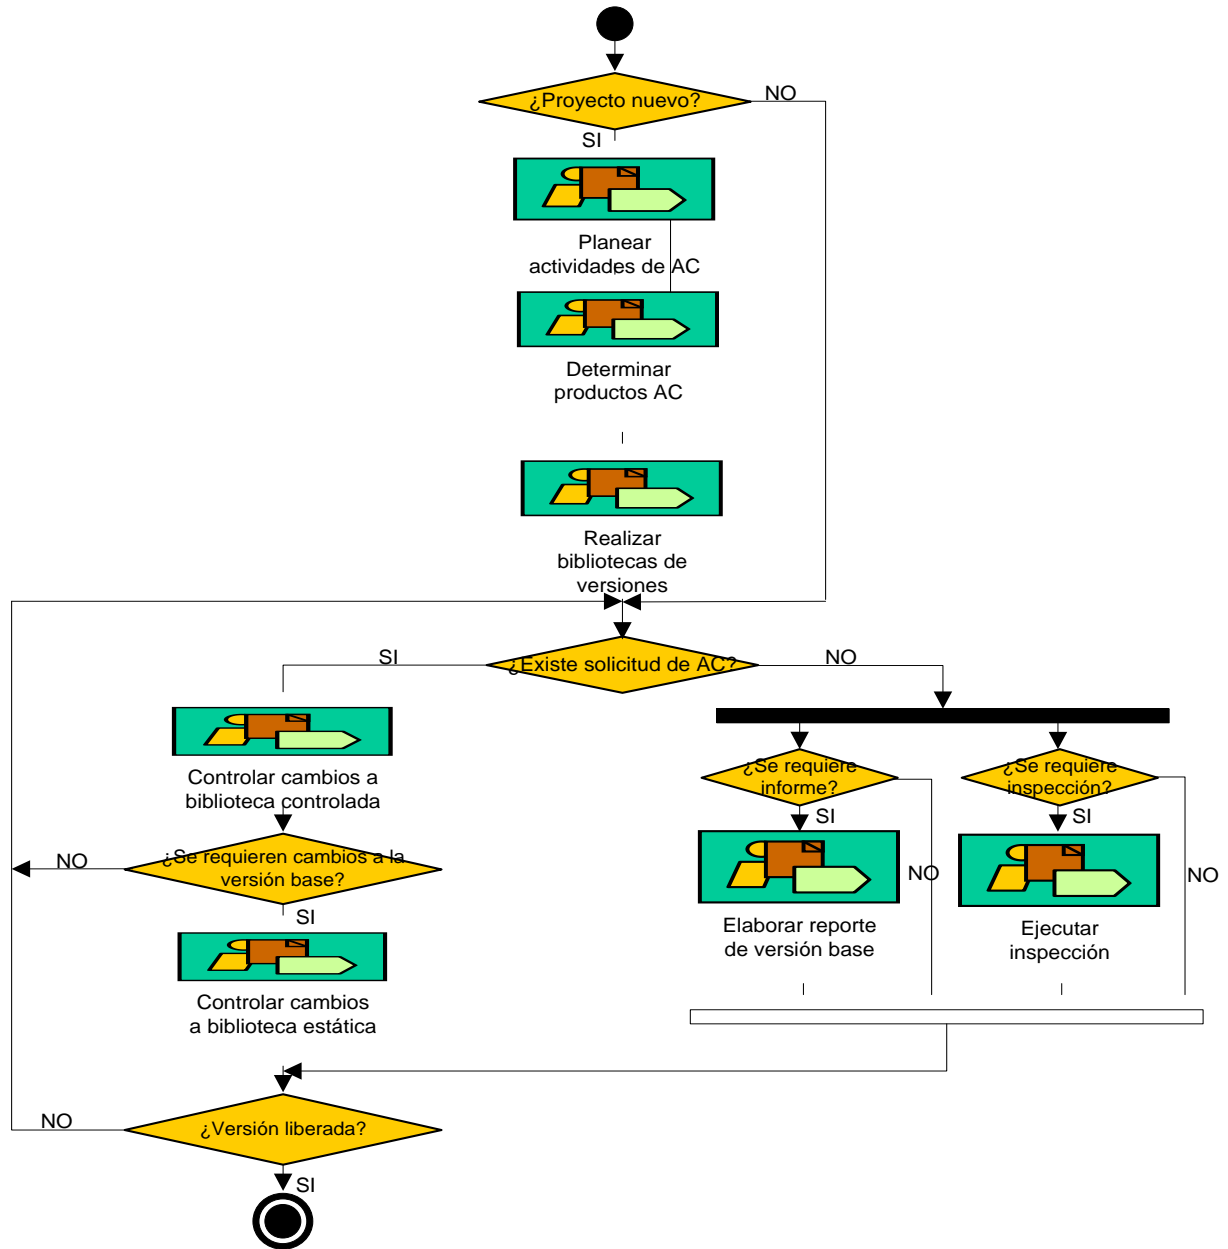 ¿Proyecto nuevo?
NO
SI
Planear
actividades de AC
Determinar
productos AC
Realizar
bibliotecas de
versiones
¿Existe solicitud de AC?
SI
NO
Controlar cambios a
biblioteca controlada
¿Se requiere
informe?
¿Se requiere
inspección?
SI
SI
¿Se requieren cambios a la
versión base?
NO
NO
NO
SI
Elaborar reporte
de versión base
Ejecutar
inspección
Controlar cambios
a biblioteca estática
¿Versión liberada?
NO
SI